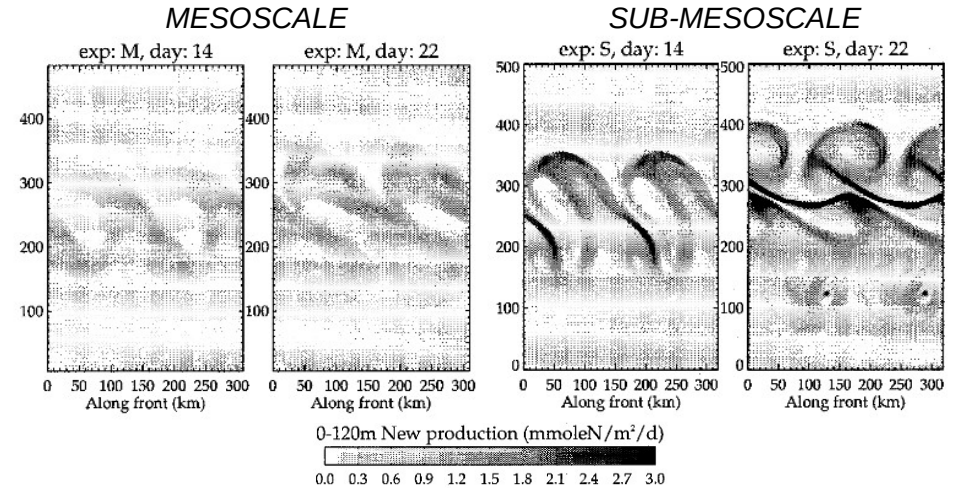 MESOSCALE
SUB-MESOSCALE
exp: M, day: 14
exp: M, day: 22
exp: S, day: 14
exp: S, day: 22
400
300
200
100
0 50 100 150 200 250 300
Along front (km)
400
300
200
100
0 50 100 150 200 250 300
Along front (km)
500
400
300
200
100
0
0 50 100 150 200 250 300
Along front (km)
500
400
300
200
100
0
0 50 100 150 200 250 300
Along front (km)
0-120m New production (mmoleN/m²/d)
0.0 0.3 0.6 0.9 1.2 1.5 1.8 2.1 2.4 2.7 3.0